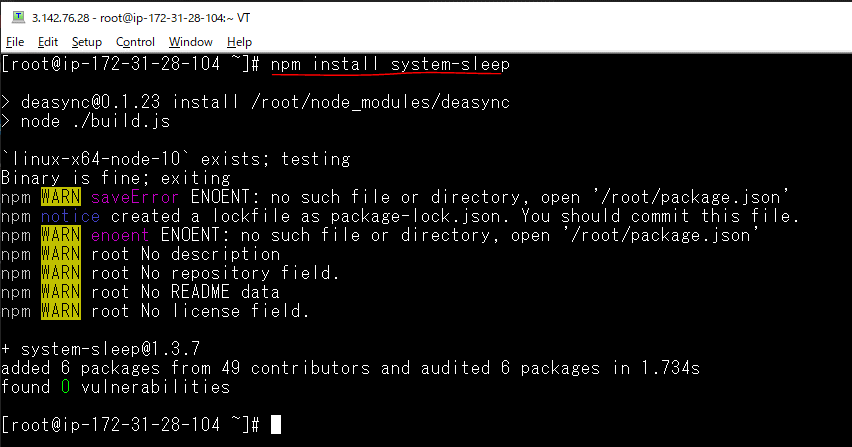 3.142.76.28 - root@ip-172-31-28-104:~ VT
File Edit Setup Control Window Help
[root@ip-172-31-28-104 ~]# npm install system-sleep
> deasync@0.1.23 install /root/node_modules/deasync
> node ./build.js
`linux-x64-node-10` exists; testing
Binary is fine; exiting
npm WARN saveError ENOENT: no such file or directory, open '/root/package.json'
npm notice created a lockfile as package-lock.json. You should commit this file.
npm WARN enoent ENOENT: no such file or directory, open '/root/package.json'
npm WARN root No description
npm WARN root No repository field.
npm WARN root No README data
npm WARN root No license field.
+ system-sleep@1.3.7
added 6 packages from 49 contributors and audited 6 packages in 1.734s
found 0 vulnerabilities
[root@ip-172-31-28-104 ~]#